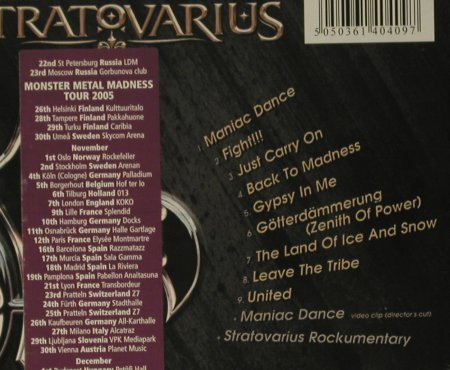 STRATOVARIUS
5050361404097
22nd St Petersburg Russia LDM
23rd Moscow Russia Gorbunova club
MONSTER METAL MADNESS
TOUR 2005
26th Helsinki Finland Kulttuuritalo
28th Tampere Finland Pakkahuone
29th Turku Finland Caribia
30th Umeå Sweden Skycom Arena
November
1st Oslo Norway Rockefeller
2nd Stockholm Sweden Arenan
4th Köln (Cologne) Germany Palladium
5th Borgerhout Belgium Hof ter lo
6th Tilburg Holland 013
7th London England KOKO
9th Lille France Splendid
10th Hamburg Germany Docks
11th Osnabrück Germany Halle Gartlage
12th Paris France Elysée Montmartre
16th Barcelona Spain Razzmatazz
17th Murcia Spain Sala Gamma
18th Madrid Spain La Riviera
19th Pamplona Spain Pabellon Anaitasuna
21st Lyon France Transbordeur
23rd Pratteln Switzerland Z7
24th Fürth Germany Stadthalle
25th Pratteln Switzerland Z7
26th Kaufbeuren Germany All-Karthalle
27th Milano Italy Alcatraz
29th Ljubljana Slovenia VPK Mediapark
30th Vienna Austria Planet Music
December
1. Maniac Dance
2. Fight!!!
3. Just Carry On
4. Back To Madness
5. Gypsy In Me
6. Götterdämmerung
(Zenith Of Power)
7. The Land Of Ice And Snow
8. Leave The Tribe
9. United
Maniac Dance video clip (director's cut)
Stratovarius Rockumentary